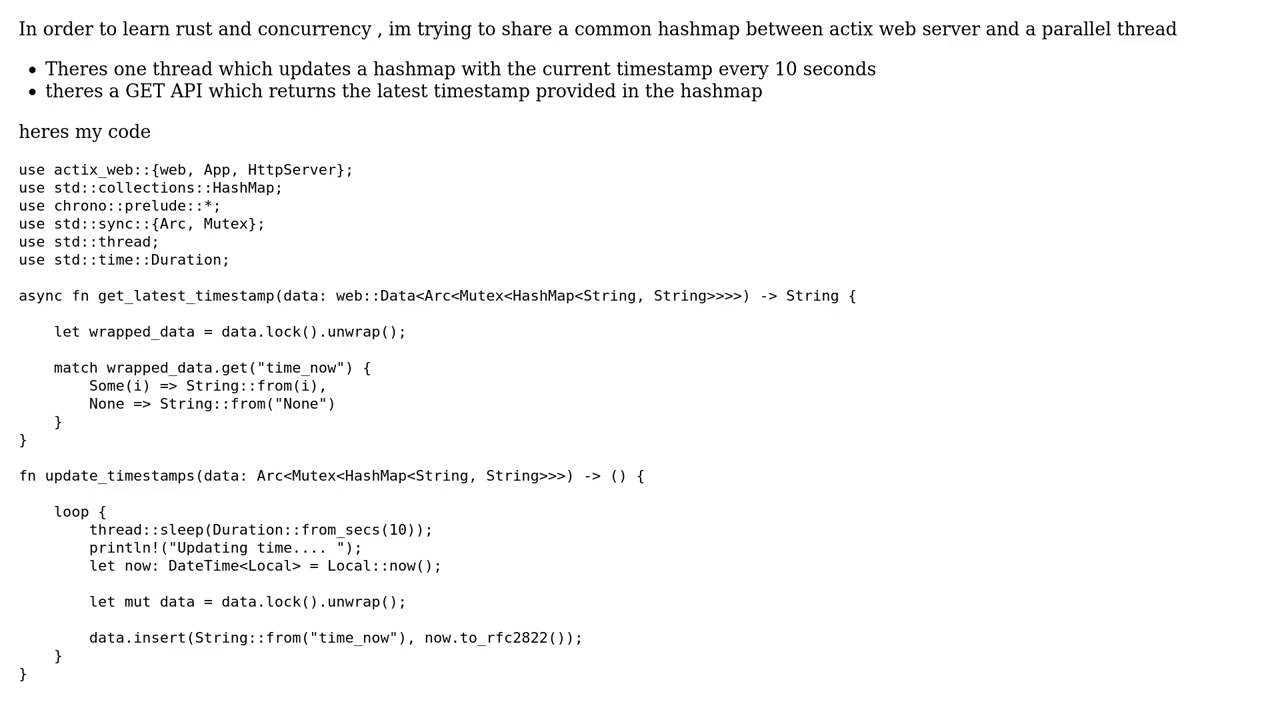 In order to learn rust and concurrency , im trying to share a common hashmap between actix web server and a parallel thread
• Theres one thread which updates a hashmap with the current timestamp every 10 seconds
• theres a GET API which returns the latest timestamp provided in the hashmap
heres my code
use actix_web::{web, App, HttpServer};
use std::collections::HashMap;
use chrono::prelude::*;
use std::sync::{Arc, Mutex};
use std::thread;
use std::time::Duration;
async fn get_latest_timestamp(data: web::Data<Arc<Mutex<HashMap<String, String>>>>) -> String {
    let wrapped_data = data.lock().unwrap();
    match wrapped_data.get("time_now") {
        Some(i) => String::from(i),
        None => String::from("None")
    }
}
fn update_timestamps(data: Arc<Mutex<HashMap<String, String>>>) -> () {
    loop {
        thread::sleep(Duration::from_secs(10));
        println!("Updating time.... ");
        let now: DateTime<Local> = Local::now();
        let mut data = data.lock().unwrap();
        data.insert(String::from("time_now"), now.to_rfc2822());
    }
}